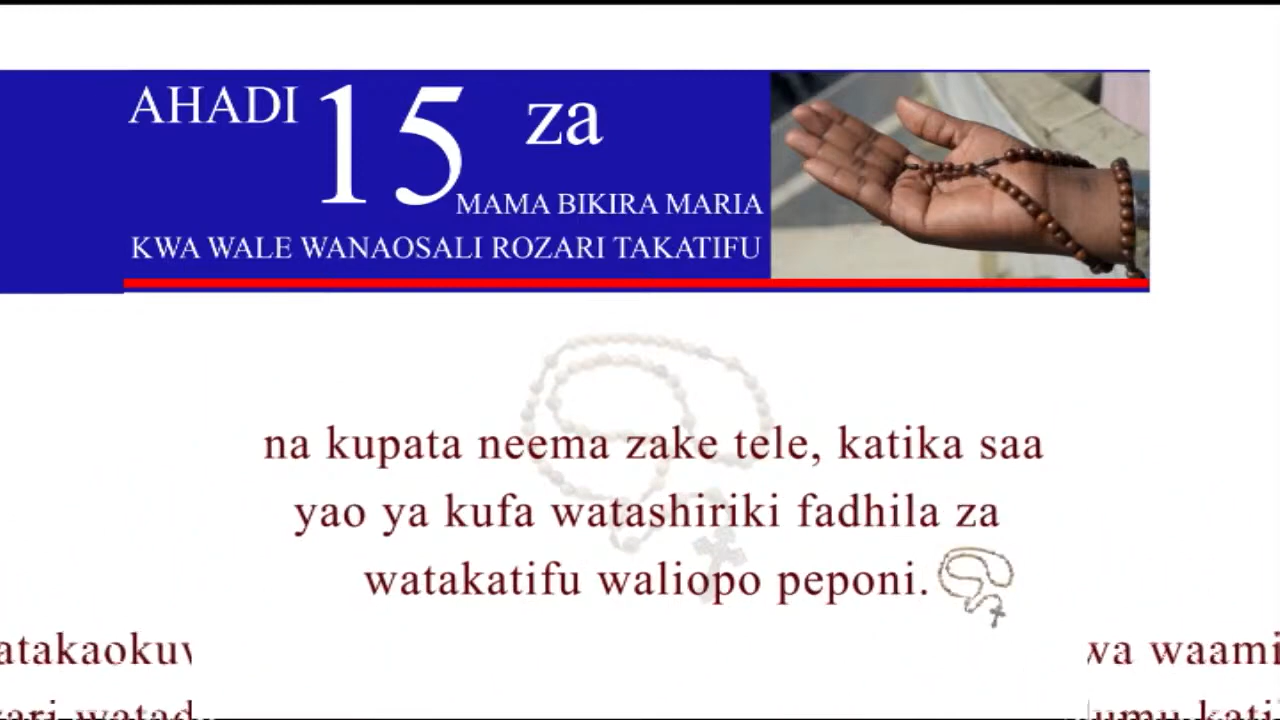 AHADI 15 za
MAMA BIKIRA MARIA
KWA WALE WANAOSALI ROZARI TAKATIFU
na kupata neema zake tele, katika saa
yao ya kufa watashiriki fadhila za
watakatifu waliopo peponi.